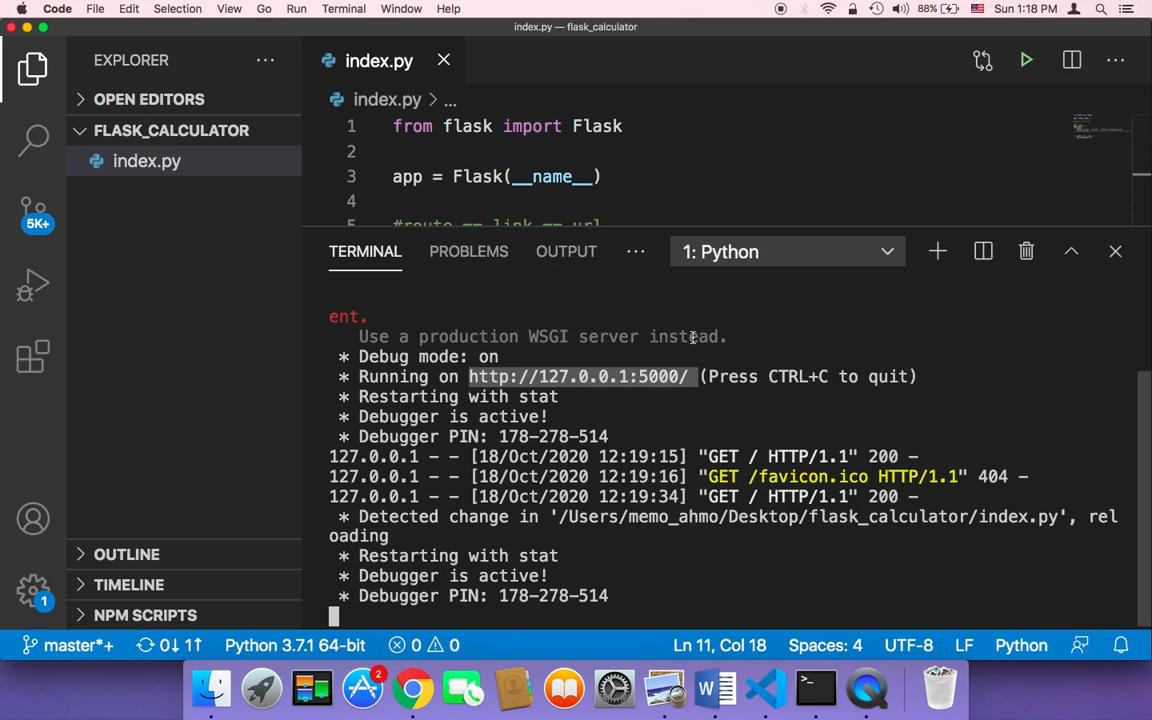 Code File Edit Selection View Go Run Terminal Window Help 88% Sun 1:18 PM
index.py — flask_calculator
EXPLORER
OPEN EDITORS
FLASK_CALCULATOR
index.py
5K+
OUTLINE
TIMELINE
NPM SCRIPTS
1
index.py
index.py > ...
1 from flask import Flask
2
3 app = Flask(__name__)
4
5 #route == link == url
TERMINAL PROBLEMS OUTPUT ... 1: Python
ent.
Use a production WSGI server instead.
* Debug mode: on
* Running on http://127.0.0.1:5000/ (Press CTRL+C to quit)
* Restarting with stat
* Debugger is active!
* Debugger PIN: 178-278-514
127.0.0.1 - - [18/Oct/2020 12:19:15] "GET / HTTP/1.1" 200 -
127.0.0.1 - - [18/Oct/2020 12:19:16] "GET /favicon.ico HTTP/1.1" 404 -
127.0.0.1 - - [18/Oct/2020 12:19:34] "GET / HTTP/1.1" 200 -
* Detected change in '/Users/memo_ahmo/Desktop/flask_calculator/index.py', rel
oading
* Restarting with stat
* Debugger is active!
* Debugger PIN: 178-278-514
master*+ 0↓ 1↑ Python 3.7.1 64-bit 0 0 Ln 11, Col 18 Spaces: 4 UTF-8 LF Python
2